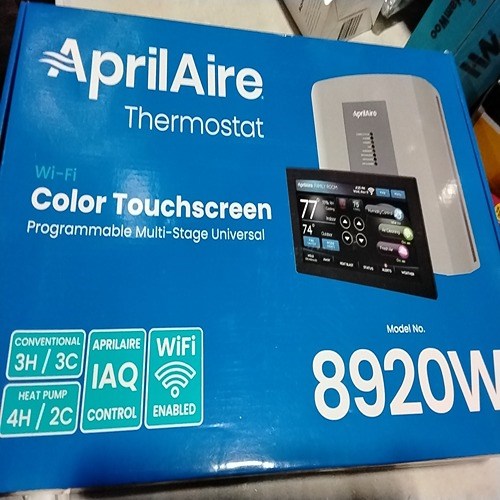 AprilAire
Thermostat
Wi-Fi
Color Touchscreen
Programmable Multi-Stage Universal
AprilAire
77
74°
Model No.
8920W
CONVENTIONAL
3H / 3C
HEAT PUMP
4H / 2C
APRILAIRE
IAQ
CONTROL
WiFi
ENABLED